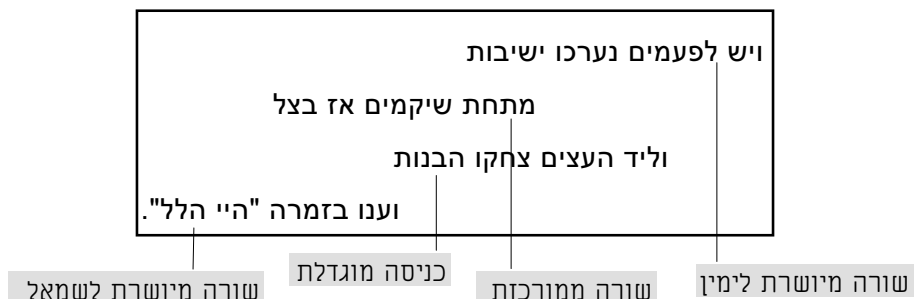 ויש לפעמים נערכו ישיבות
מתחת שיקמים אז בצל
וליד העצים צחקו הבנות
וענו בזמרה "היי הלל".
שורה מיושרת לימין
שורה ממורכזת
כניסה מוגדלת
שורה מיושרת לשמאל